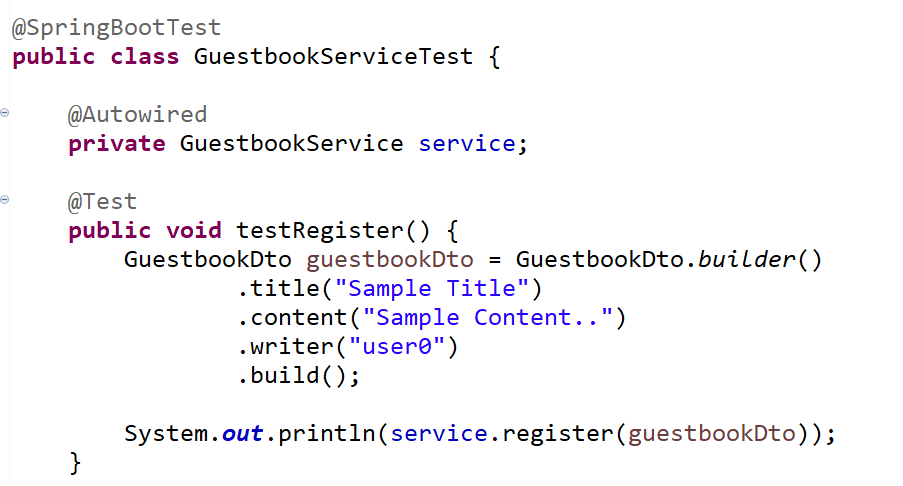 @SpringBootTest
public class GuestbookServiceTest {
@Autowired
private GuestbookService service;
@Test
public void testRegister() {
GuestbookDto guestbookDto = GuestbookDto.builder()
.title("Sample Title")
.content("Sample Content..")
.writer("user0")
.build();
System.out.println(service.register(guestbookDto));
}